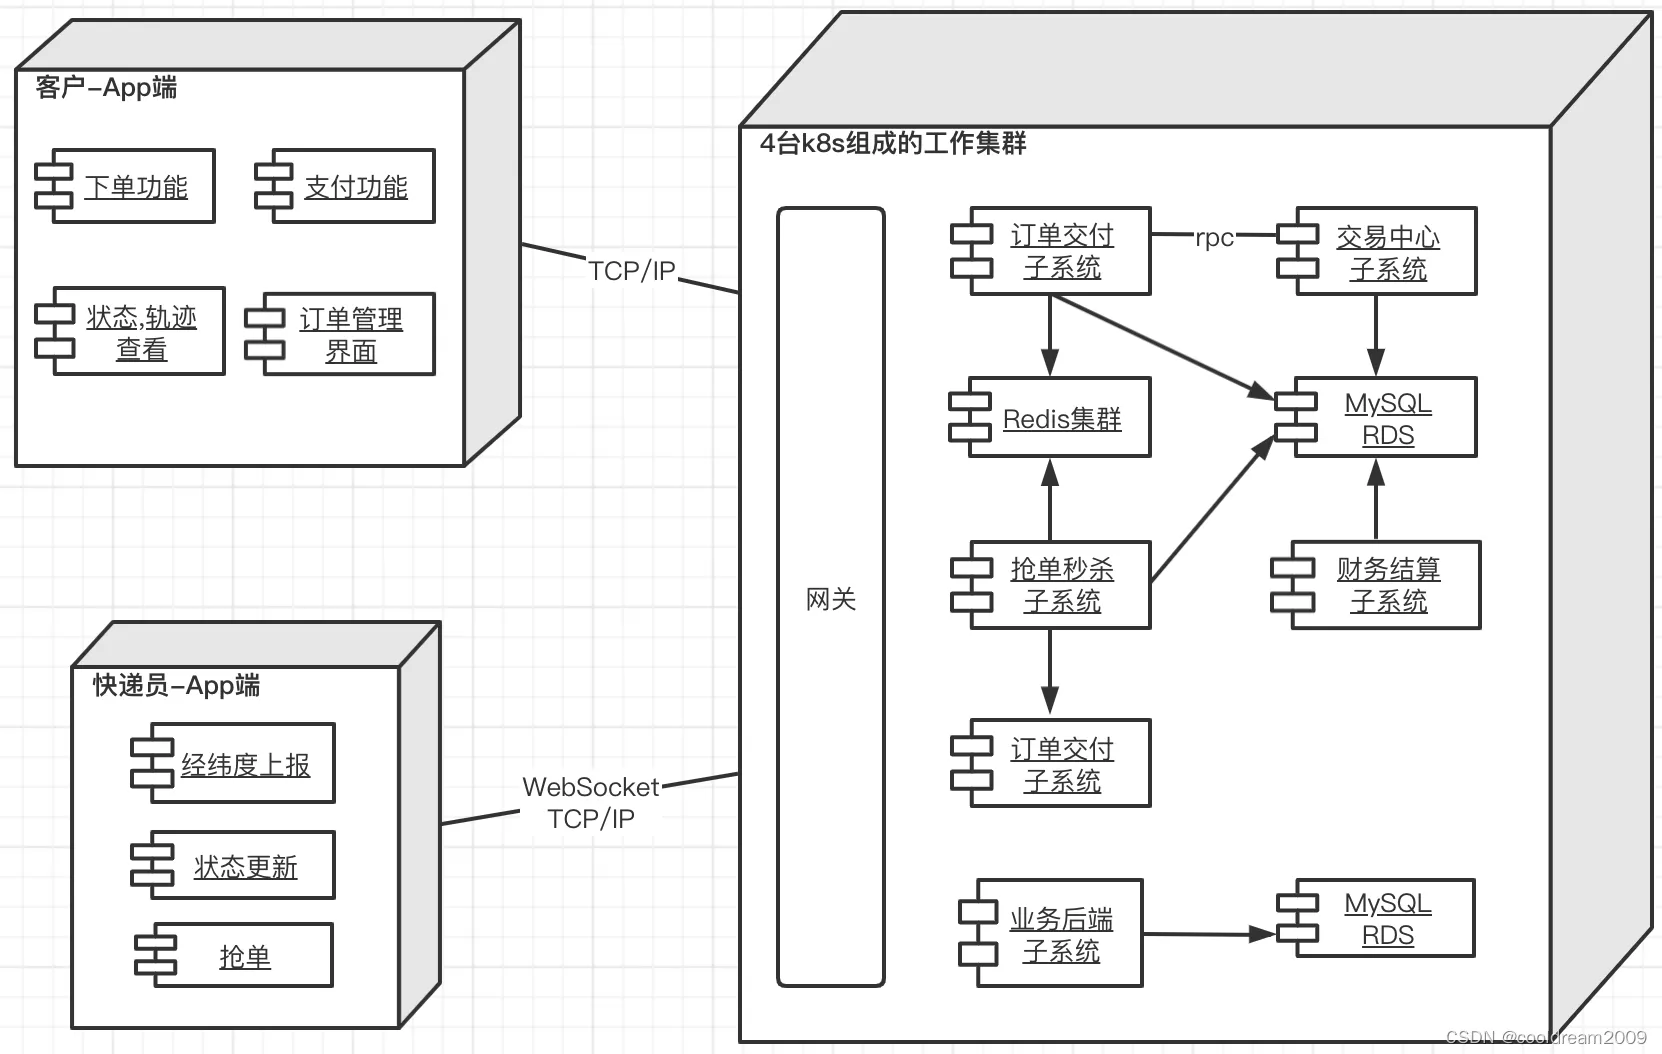 客户-App端
下单功能
支付功能
状态,轨迹
查看
订单管理
界面
TCP/IP
快递员-App端
经纬度上报
状态更新
抢单
WebSocket
TCP/IP
4台k8s组成的工作集群
网关
订单交付
子系统
rpc
交易中心
子系统
Redis集群
MySQL
RDS
抢单秒杀
子系统
财务结算
子系统
订单交付
子系统
业务后端
子系统
MySQL
RDS
CSDN @cooldream2009